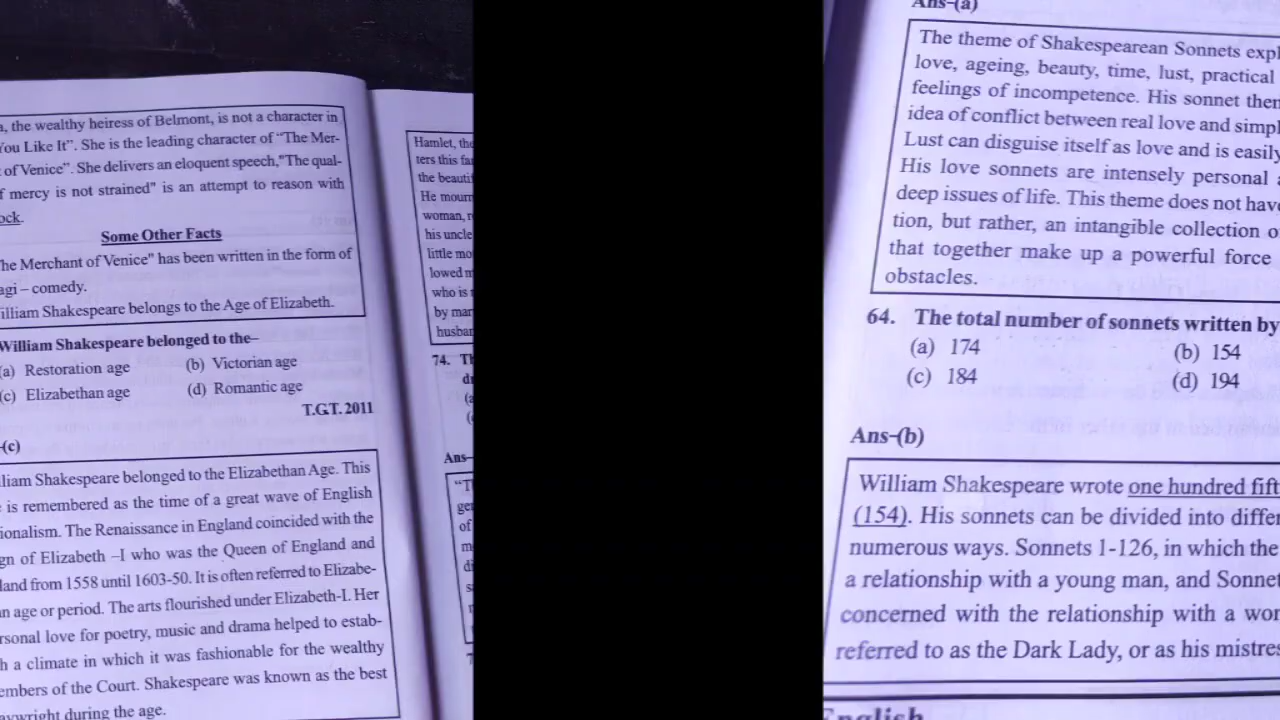 a, the wealthy heiress of Belmont, is not a character in
You Like It". She is the leading character of "The Mer-
of Venice". She delivers an eloquent speech,"The qual-
f mercy is not strained" is an attempt to reason with
ock.
Some Other Facts
he Merchant of Venice" has been written in the form of
agi – comedy.
illiam Shakespeare belongs to the Age of Elizabeth.
William Shakespeare belonged to the–
(a) Restoration age
(b) Victorian age
(c) Elizabethan age
(d) Romantic age
T.G.T. 2011
-(c)
lliam Shakespeare belonged to the Elizabethan Age. This
is remembered as the time of a great wave of English
ionalism. The Renaissance in England coincided with the
gn of Elizabeth –I who was the Queen of England and
land from 1558 until 1603-50. It is often referred to Elizabe-
n age or period. The arts flourished under Elizabeth-I. Her
rsonal love for poetry, music and drama helped to estab-
h a climate in which it was fashionable for the wealthy
embers of the Court. Shakespeare was known as the best
aywright during the age.
Hamlet, the
ters this fa
the beauti
He mourn
woman, r
his uncle
little mo
lowed m
who is
by mar
husbar
74. Th
dr
(a
(
Ans–
"T
ge
of
m
di
s
Ans-(a)
The theme of Shakespearean Sonnets expl
love, ageing, beauty, time, lust, practical
feelings of incompetence. His sonnet then
idea of conflict between real love and simpl
Lust can disguise itself as love and is easily
His love sonnets are intensely personal a
deep issues of life. This theme does not have
tion, but rather, an intangible collection o
that together make up a powerful force
obstacles.
64. The total number of sonnets written by
(a) 174
(b) 154
(c) 184
(d) 194
Ans-(b)
William Shakespeare wrote one hundred fift
(154). His sonnets can be divided into differ
numerous ways. Sonnets 1-126, in which the
a relationship with a young man, and Sonnet
concerned with the relationship with a wor
referred to as the Dark Lady, or as his mistres
English